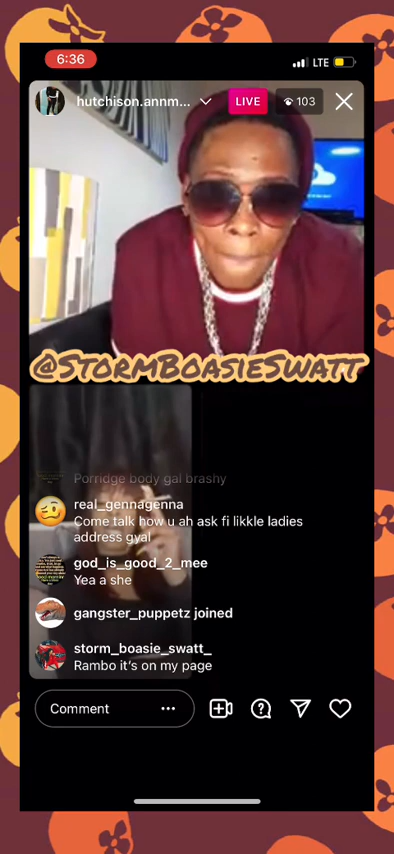 6:36
LTE
hutchison.annm...
LIVE
103
@StormBoasieSwatt
Porridge body gal brashy
real_gennagenna
Come talk how u ah ask fi likkle ladies
address gyal
god_is_good_2_mee
Yea a she
gangster_puppetz joined
storm_boasie_swatt_
Rambo it's on my page
Comment